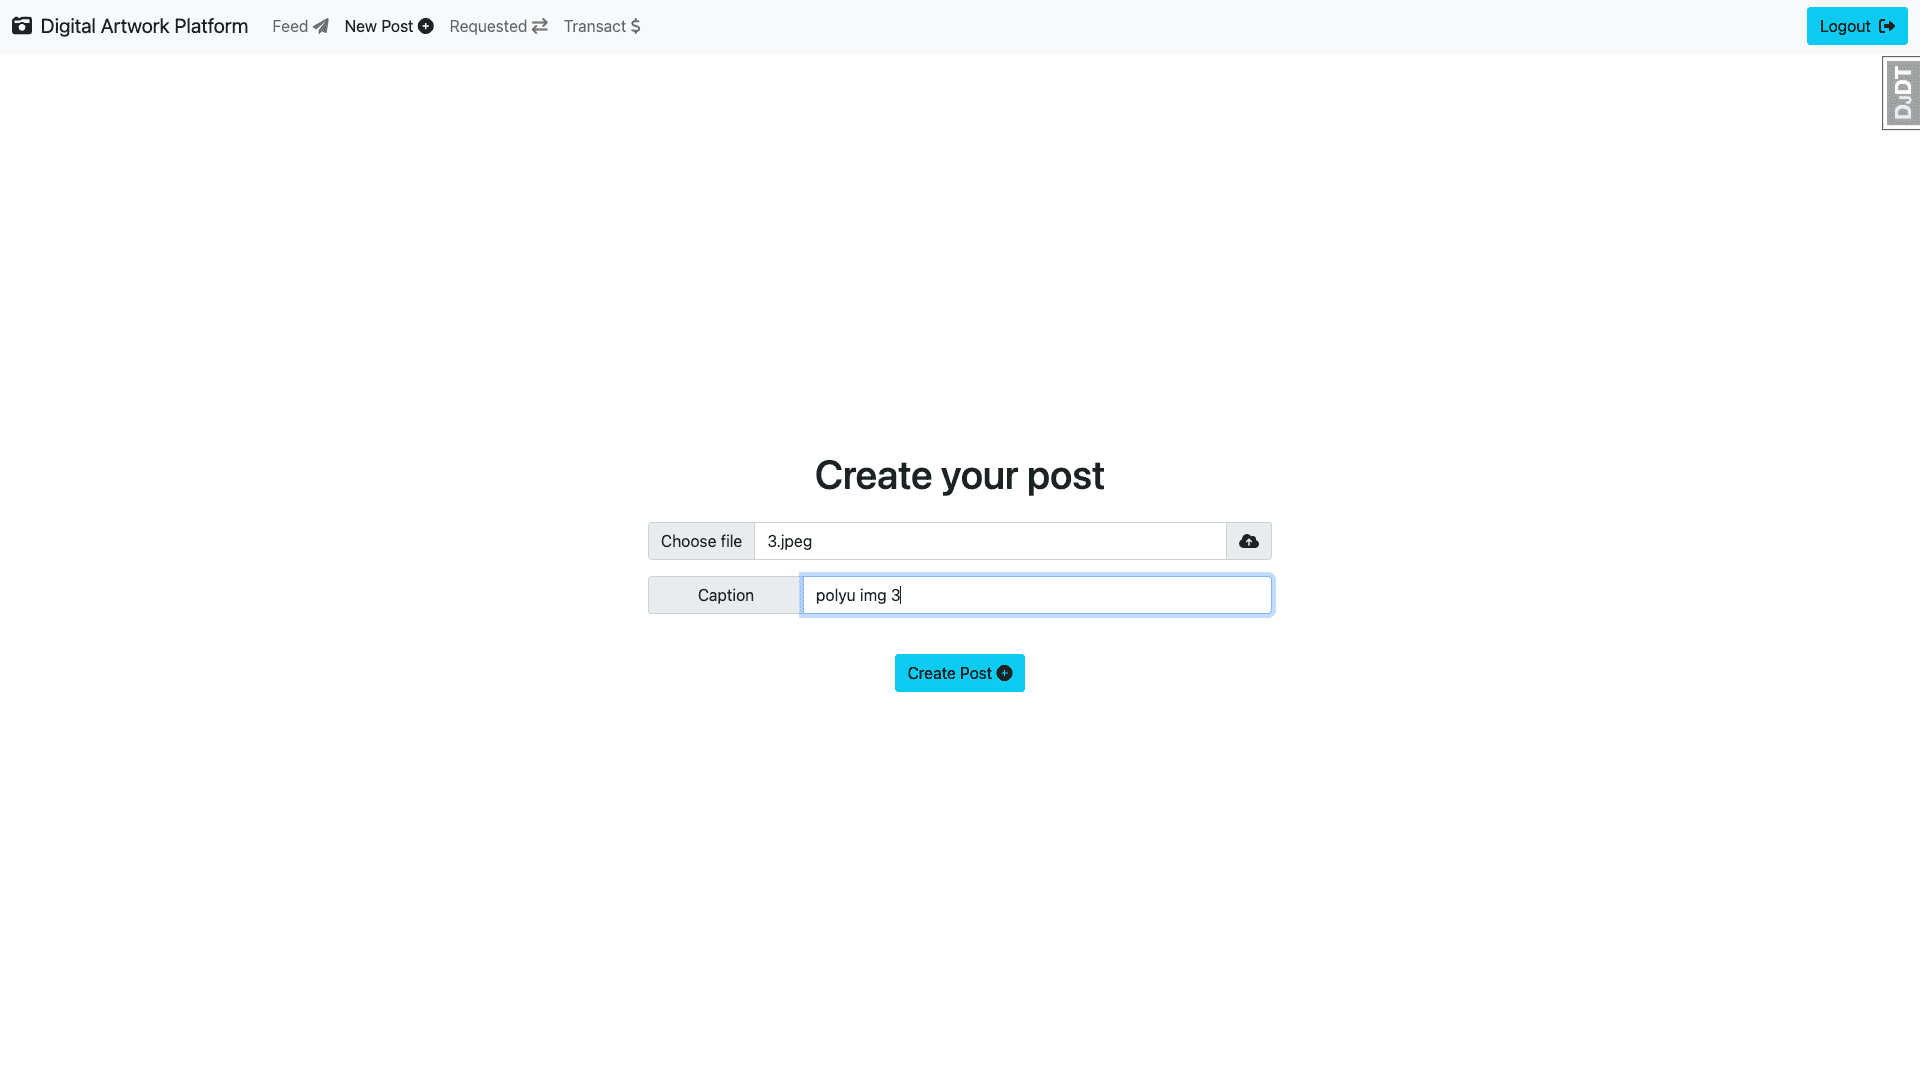 Digital Artwork Platform Feed New Post Requested Transact $ Logout
DJDT
Create your post
Choose file 3.jpeg
Caption polyu img 3
Create Post